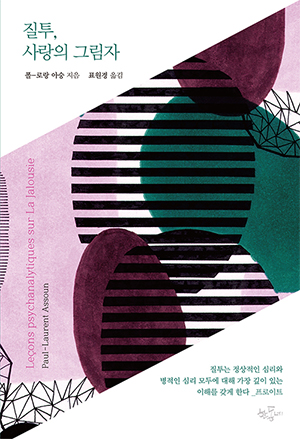 질투,
사랑의 그림자
폴-로랑 아숭 지음 표원경 옮김
Leçons psychanalytiques sur La Jalousie
Paul-Laurent Assoun
질투는 정상적인 심리와
병적인 심리 모두에 대해 가장 깊이 있는
이해를 갖게 한다 _프로이트